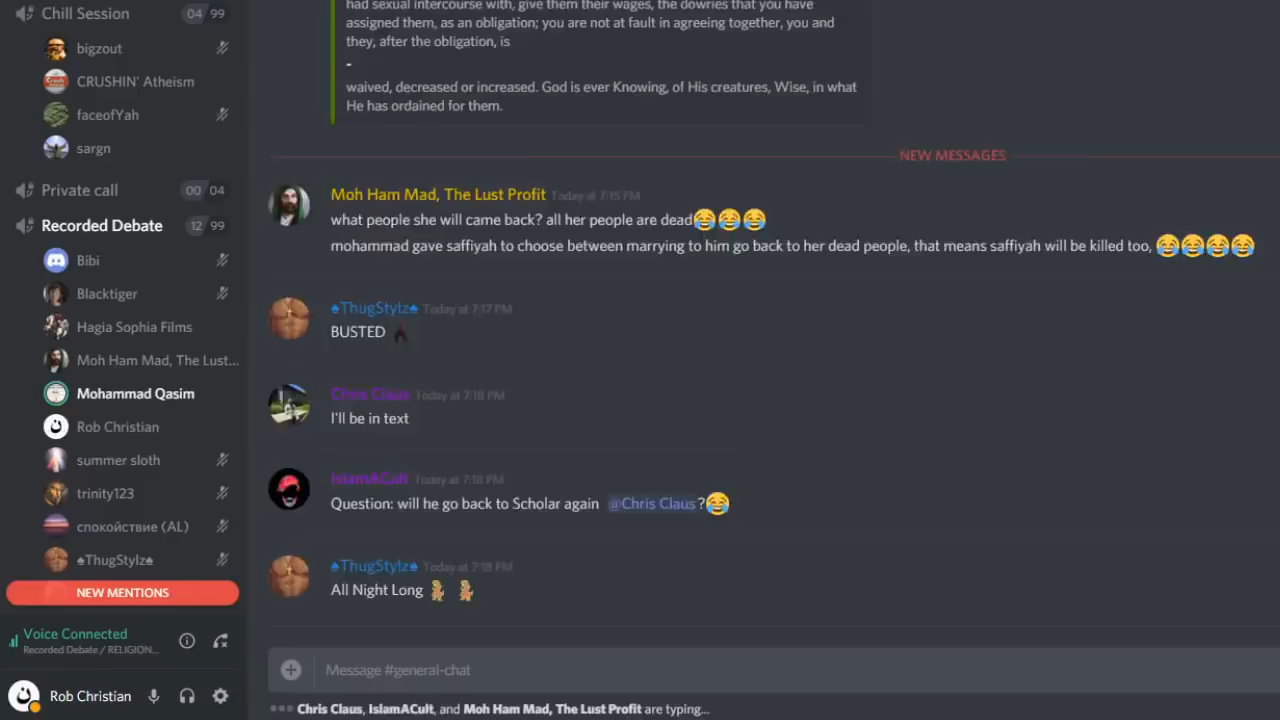 Chill Session 04 99
bigzout
CRUSHIN' Atheism
faceofYah
sargn
Private call 00 04
Recorded Debate 12 99
Bibi
Blacktiger
Hagia Sophia Films
Moh Ham Mad, The Lust...
Mohammad Qasim
Rob Christian
summer sloth
trinity123
спокойствие (AL)
♠ThugStylz♠
NEW MENTIONS
Voice Connected
Recorded Debate / RELIGION...
Rob Christian
had sexual intercourse with, give them their wages, the dowries that you have
assigned them, as an obligation; you are not at fault in agreeing together, you and
they, after the obligation, is
-
waived, decreased or increased. God is ever Knowing, of His creatures, Wise, in what
He has ordained for them.
NEW MESSAGES
Moh Ham Mad, The Lust Profit Today at 7:15 PM
what people she will came back? all her people are dead😂😂😂
mohammad gave saffiyah to choose between marrying to him go back to her dead people, that means saffiyah will be killed too, 😂😂😂😂
♠ThugStylz♠ Today at 7:17 PM
BUSTED
Chris Claus Today at 7:18 PM
I'll be in text
IslamACult Today at 7:18 PM
Question: will he go back to Scholar again @Chris Claus ?😂
♠ThugStylz♠ Today at 7:18 PM
All Night Long
Message #general-chat
Chris Claus, IslamACult, and Moh Ham Mad, The Lust Profit are typing...